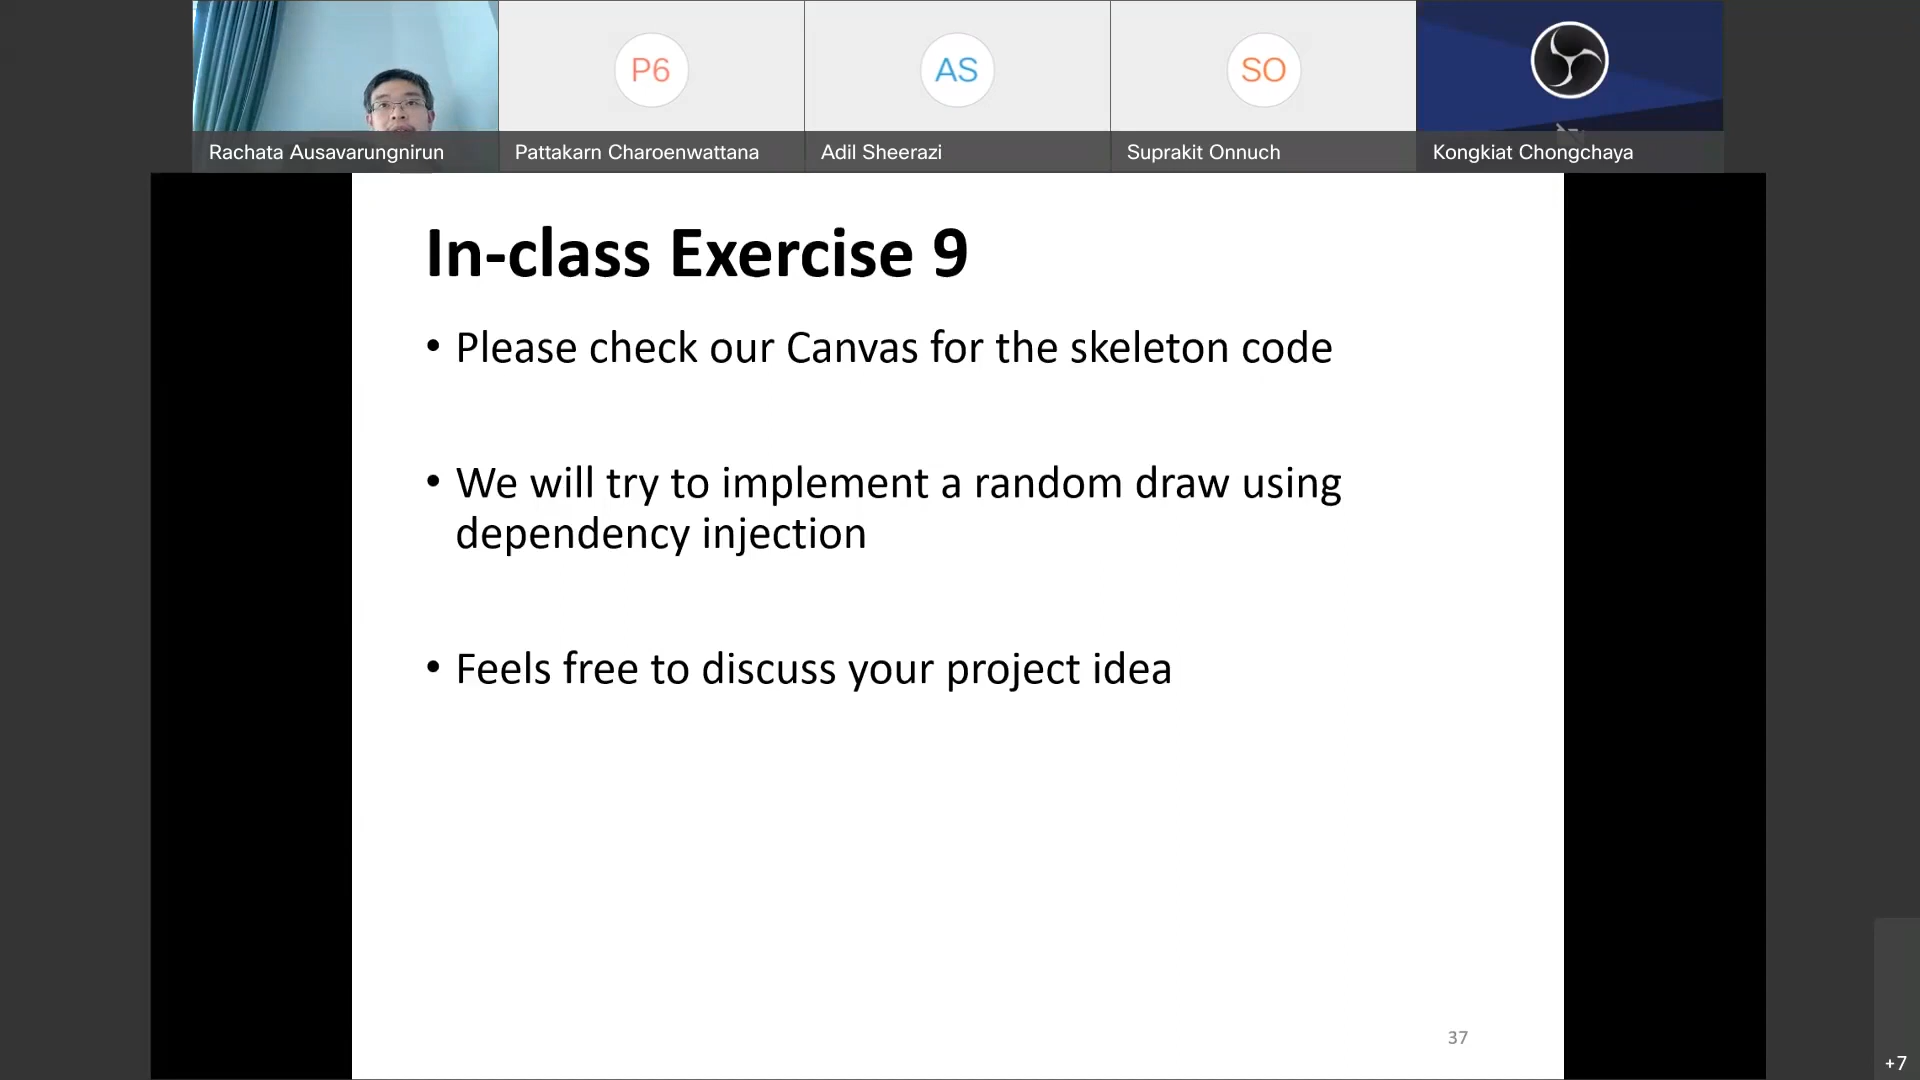 P6
AS
SO
Rachata Ausavarungnirun
Pattakarn Charoenwattana
Adil Sheerazi
Suprakit Onnuch
Kongkiat Chongchaya
In-class Exercise 9
• Please check our Canvas for the skeleton code
• We will try to implement a random draw using
dependency injection
• Feels free to discuss your project idea
37
+7